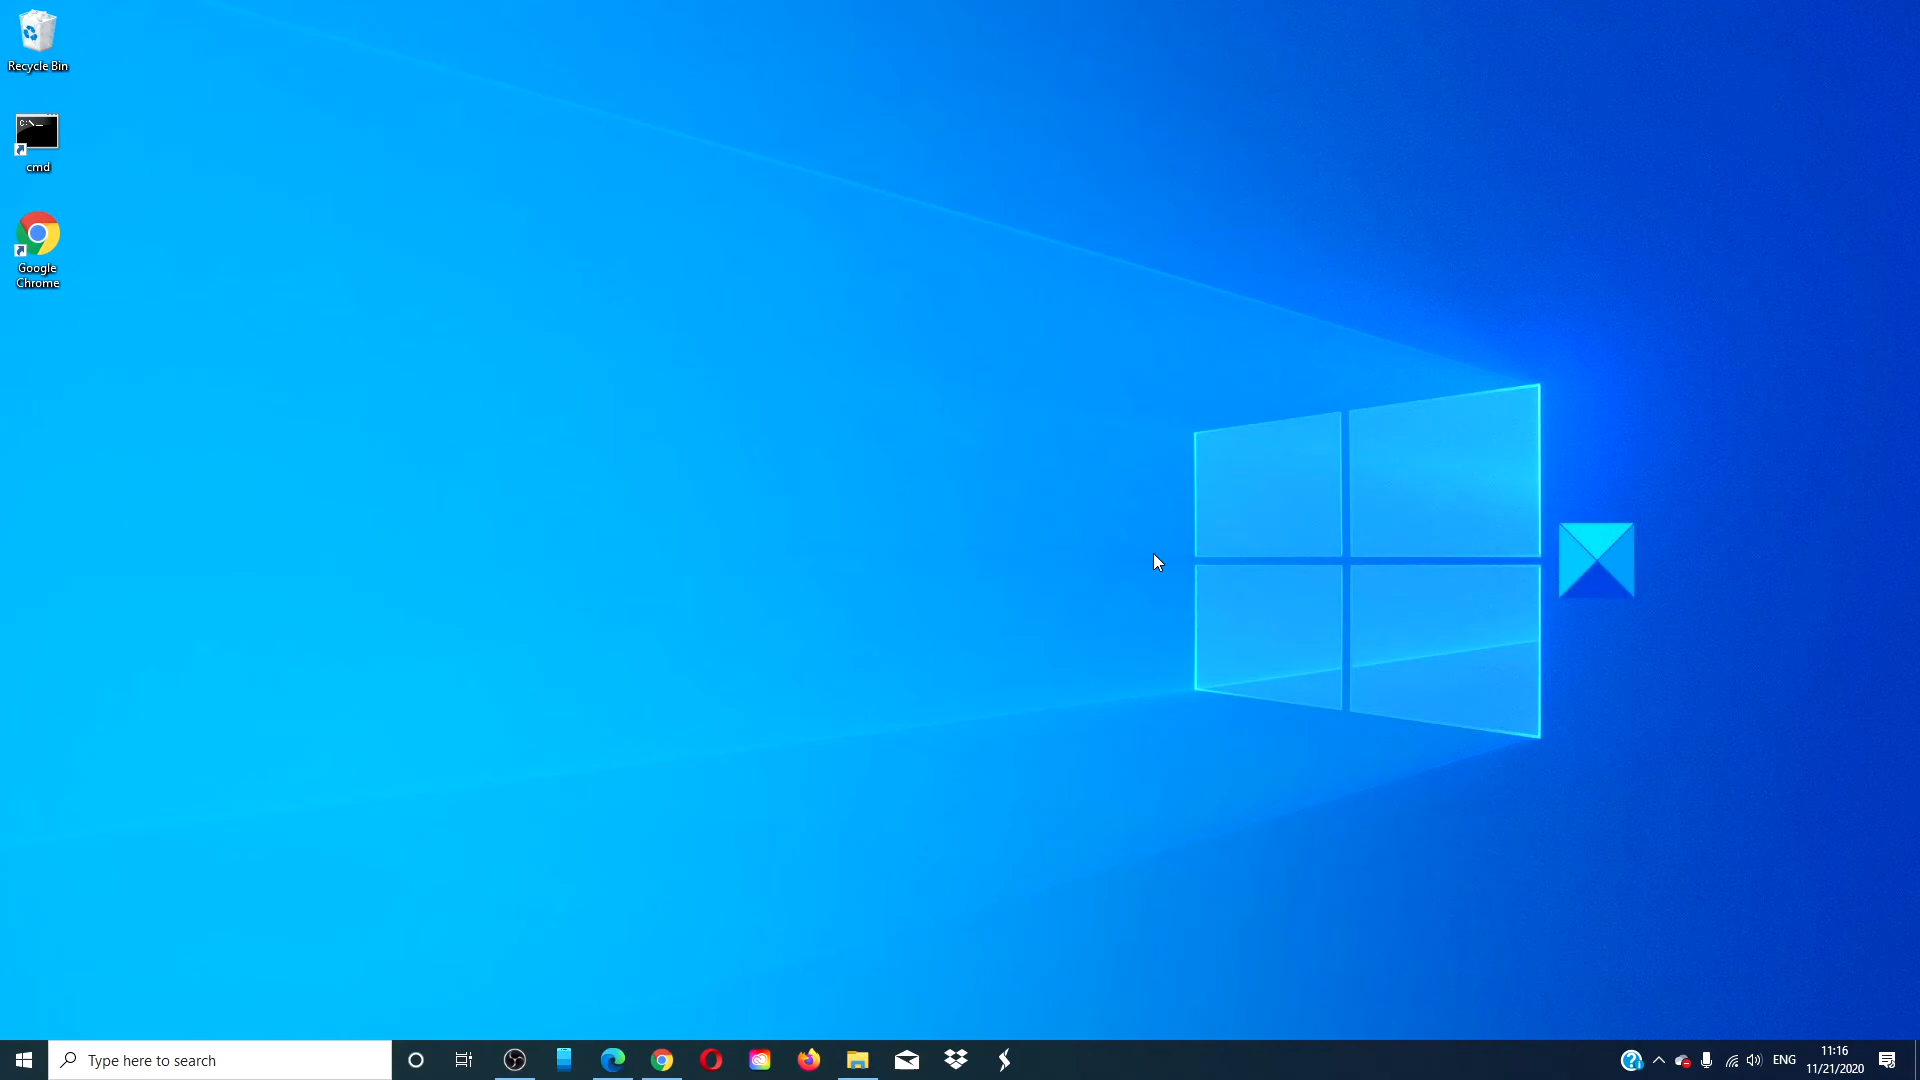 Recycle Bin
C:\._
cmd
Google
Chrome
Type here to search
ENG
11:16
11/21/2020